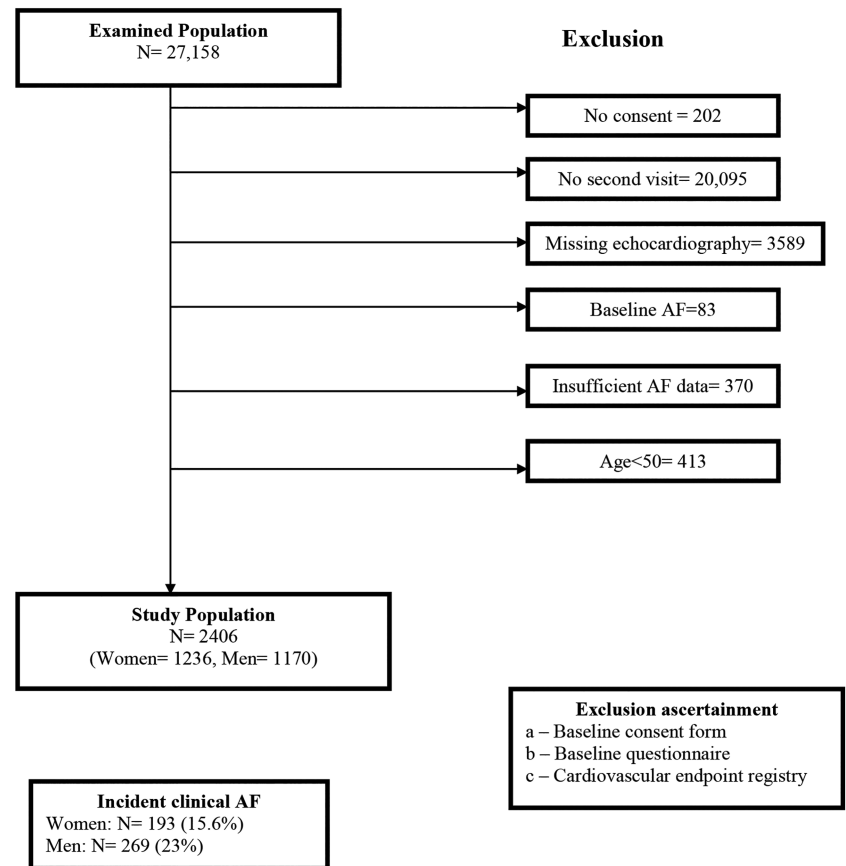 Examined Population
N= 27,158
Exclusion
No consent = 202
No second visit= 20,095
Missing echocardiography= 3589
Baseline AF=83
Insufficient AF data= 370
Age<50= 413
Study Population
N= 2406
(Women= 1236, Men= 1170)
Exclusion ascertainment
a – Baseline consent form
b – Baseline questionnaire
c – Cardiovascular endpoint registry
Incident clinical AF
Women: N= 193 (15.6%)
Men: N= 269 (23%)